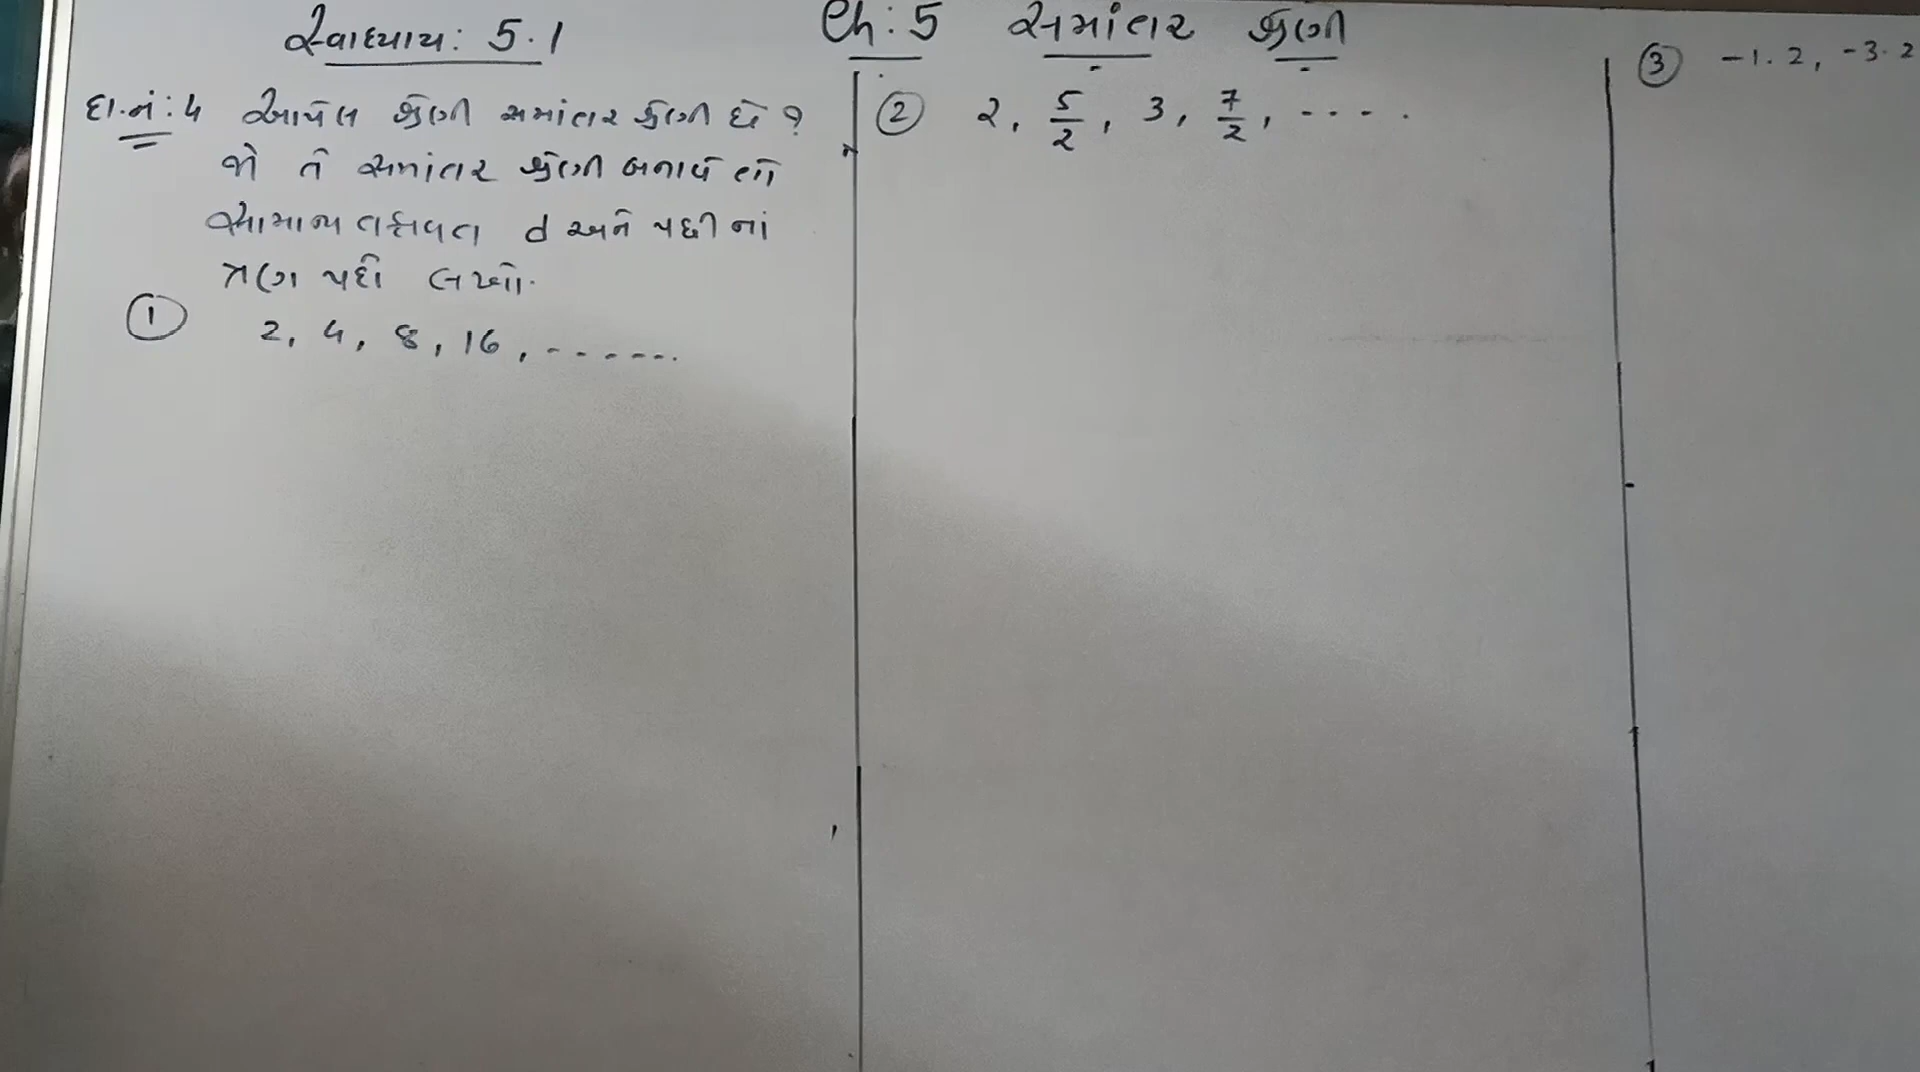 સ્વાધ્યાય: 5.1
Ch: 5 સમાંતર શ્રેણી
દા.નં: 4 આપેલ શ્રેણી સમાંતર શ્રેણી છે ?
જો તે સમાંતર શ્રેણી બનાવે તો
સામાન્ય તફાવત d અને પછી નાં
ત્રણ પદો લખો.
① 2, 4, 8, 16, ......
② 2, 5/2, 3, 7/2, ....
③ -1.2, -3.2